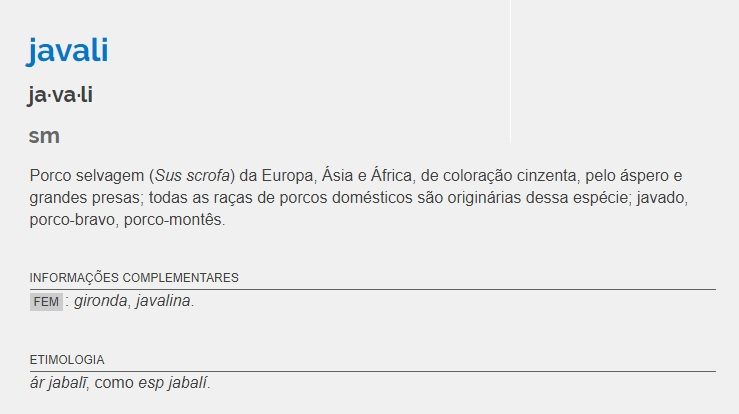 javali
ja·va·li
sm
Porco selvagem (Sus scrofa) da Europa, Ásia e África, de coloração cinzenta, pelo áspero e
grandes presas; todas as raças de porcos domésticos são originárias dessa espécie; javado,
porco-bravo, porco-montês.
INFORMAÇÕES COMPLEMENTARES
FEM : gironda, javalina.
ETIMOLOGIA
ár jabalī, como esp jabalí.